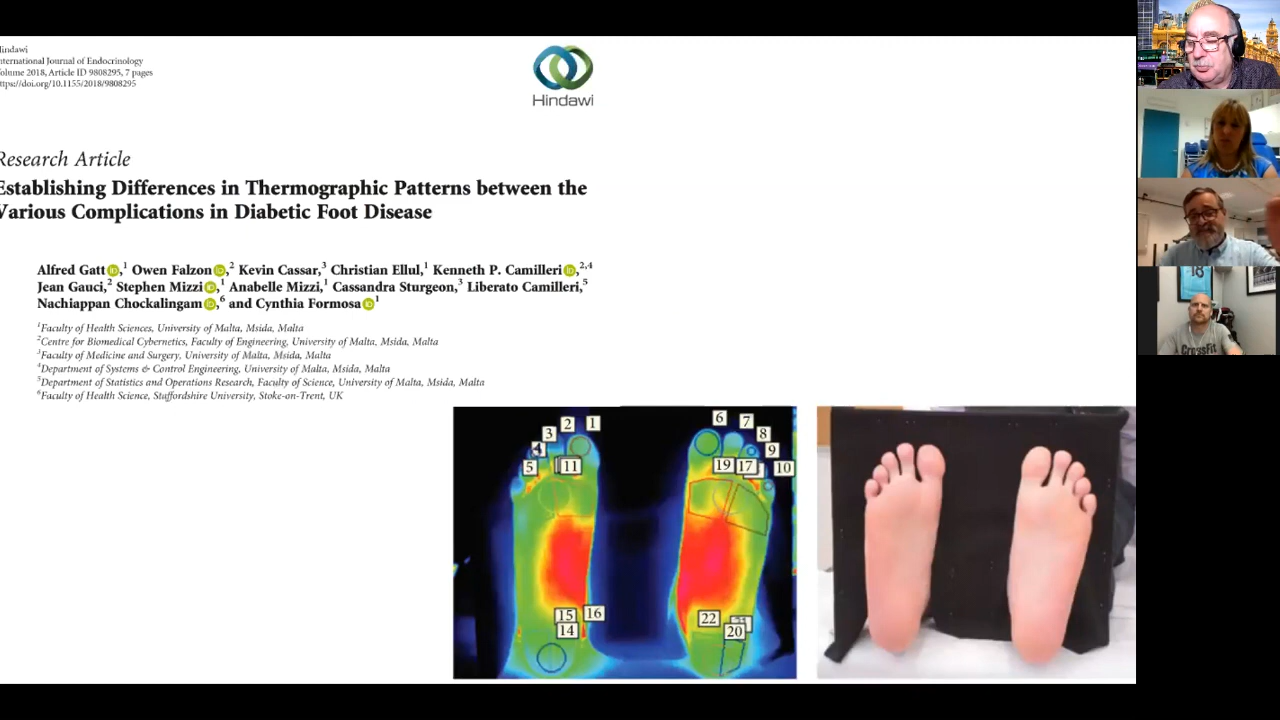 indawi
nternational Journal of Endocrinology
olume 2018, Article ID 9808295, 7 pages
ttps://doi.org/10.1155/2018/9808295
Hindawi
Research Article
Establishing Differences in Thermographic Patterns between the
Various Complications in Diabetic Foot Disease
Alfred Gatt,¹ Owen Falzon,² Kevin Cassar,³ Christian Ellul,¹ Kenneth P. Camilleri,²,⁴
Jean Gauci,² Stephen Mizzi,¹ Anabelle Mizzi,¹ Cassandra Sturgeon,³ Liberato Camilleri,⁵
Nachiappan Chockalingam,⁶ and Cynthia Formosa¹
¹Faculty of Health Sciences, University of Malta, Msida, Malta
²Centre for Biomedical Cybernetics, Faculty of Engineering, University of Malta, Msida, Malta
³Faculty of Medicine and Surgery, University of Malta, Msida, Malta
⁴Department of Systems & Control Engineering, University of Malta, Msida, Malta
⁵Department of Statistics and Operations Research, Faculty of Science, University of Malta, Msida, Malta
⁶Faculty of Health Science, Staffordshire University, Stoke-on-Trent, UK
3 2 1
4
5 11
6 7
8
9
19 17 10
15 16
14
22
20
CrossFit